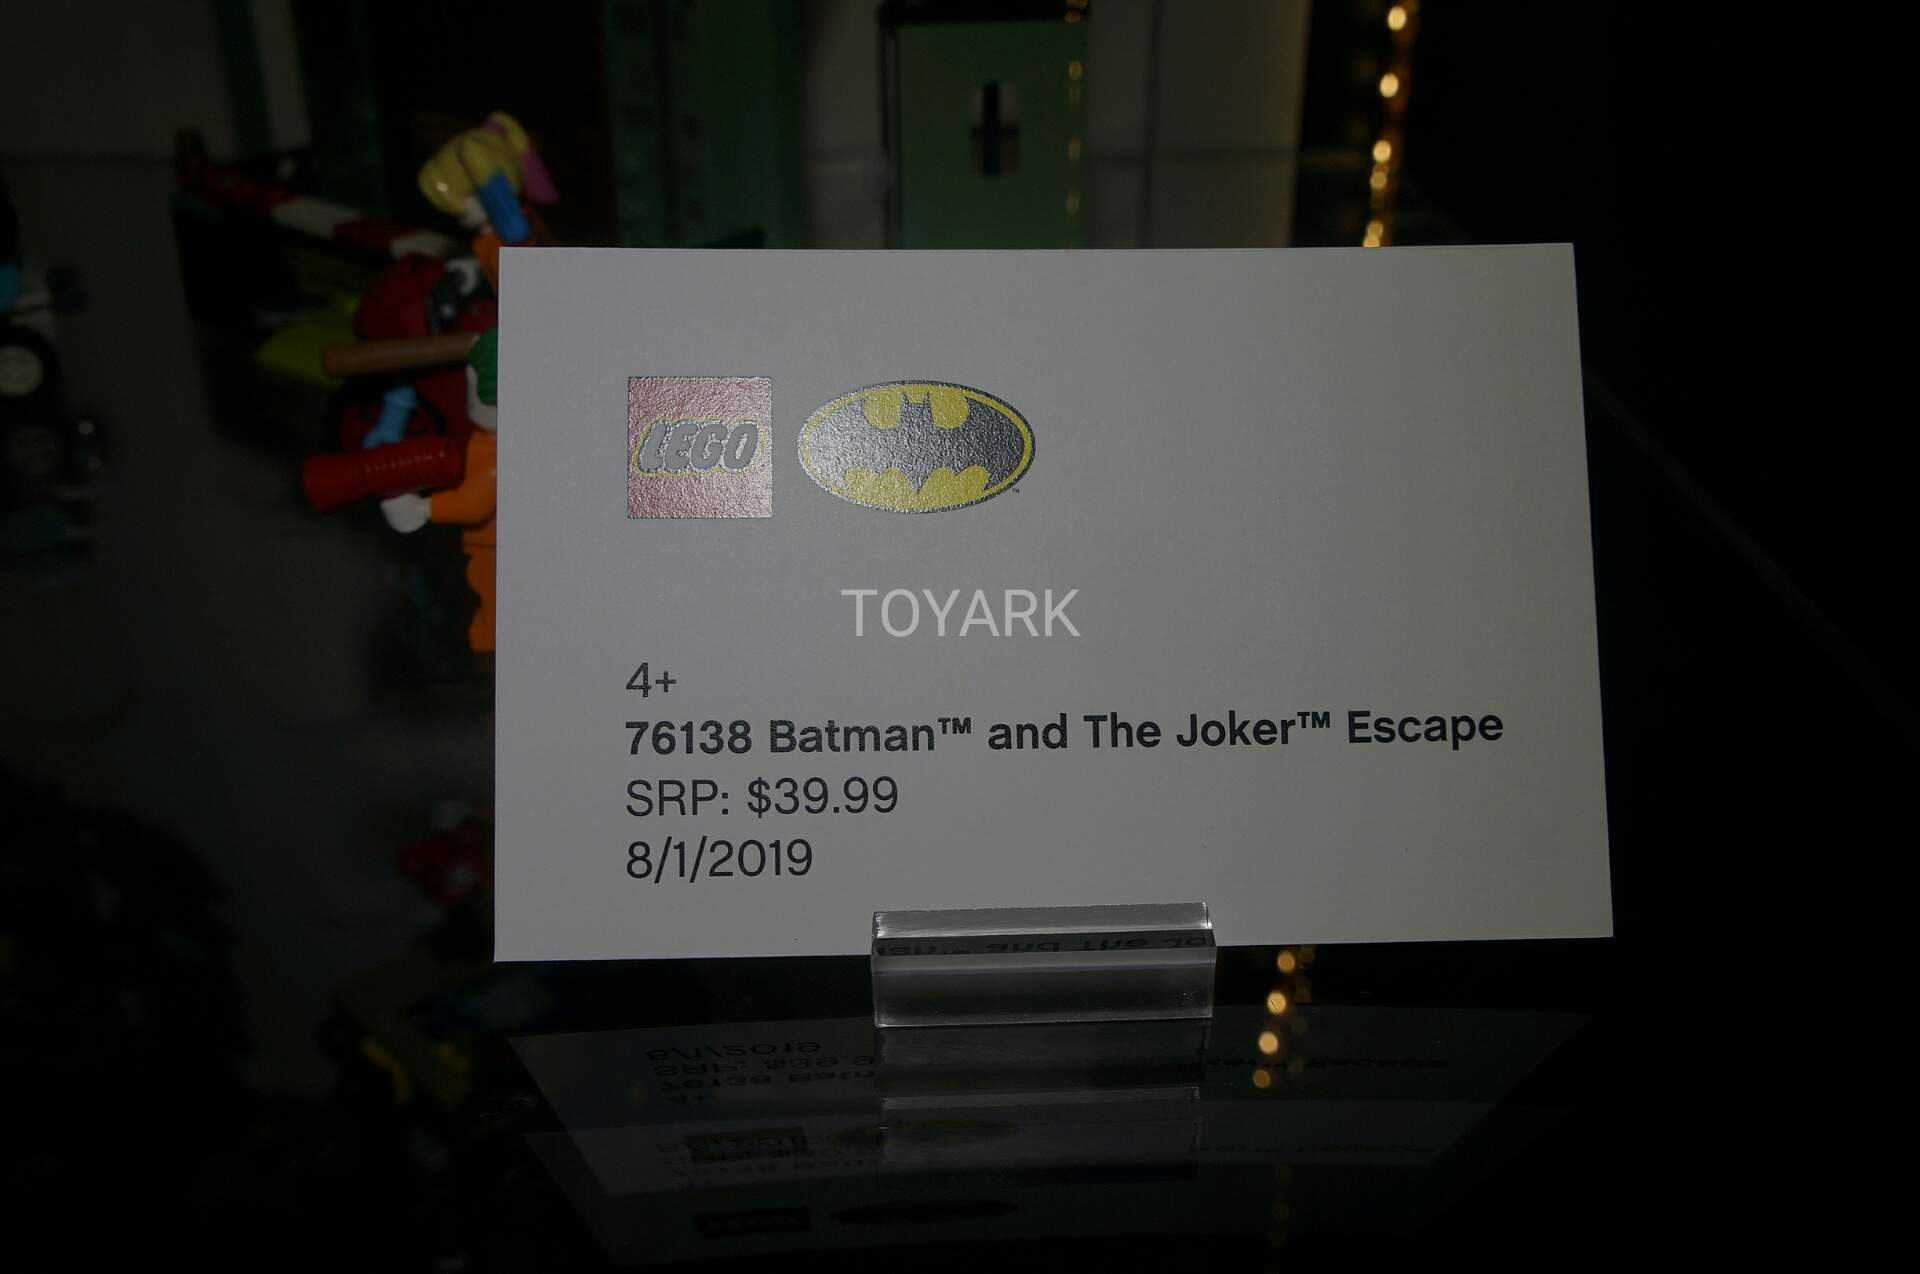 LEGO
TOYARK
4+
76138 Batman™ and The Joker™ Escape
SRP: $39.99
8/1/2019